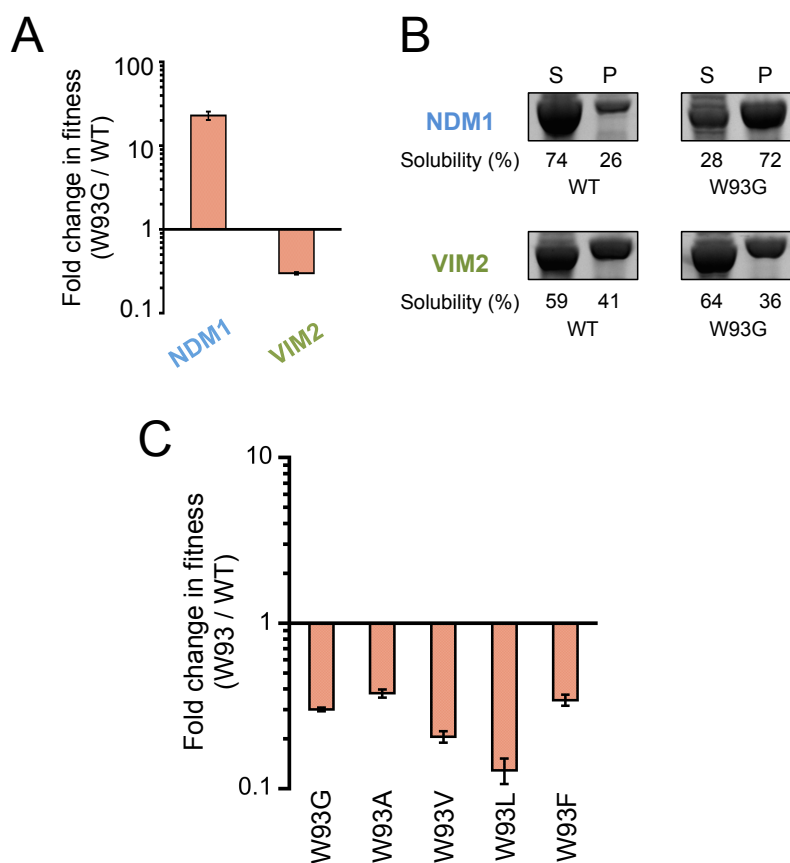 A
Fold change in fitness
(W93G / WT)
100
10
1
0.1
NDM1
VIM2
B
S P S P
NDM1
Solubility (%) 74 26 28 72
WT W93G
VIM2
Solubility (%) 59 41 64 36
WT W93G
C
Fold change in fitness
(W93 / WT)
10
1
0.1
W93G
W93A
W93V
W93L
W93F